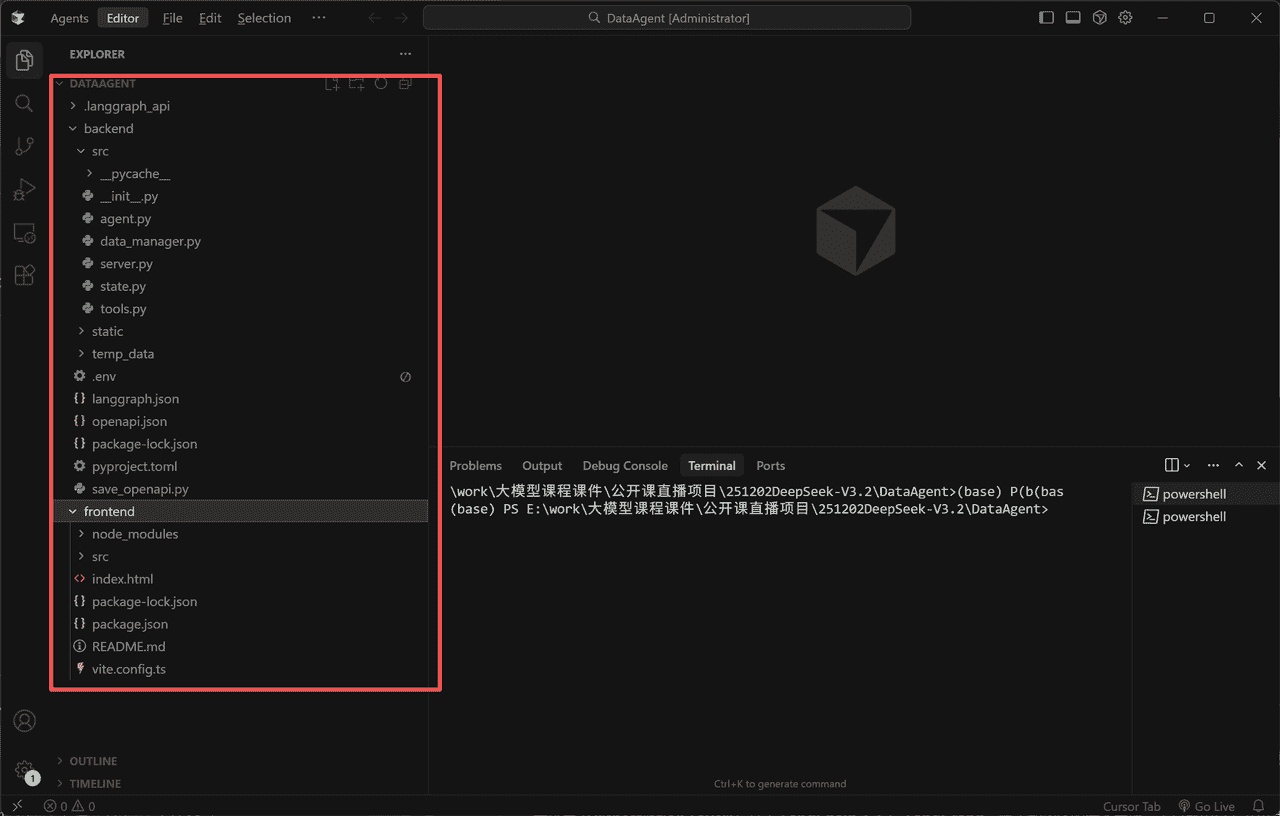 Agents Editor File Edit Selection ··· DataAgent [Administrator]
EXPLORER
DATAAGENT
.langgraph_api
backend
src
__pycache__
__init__.py
agent.py
data_manager.py
server.py
state.py
tools.py
static
temp_data
.env
langgraph.json
openapi.json
package-lock.json
pyproject.toml
save_openapi.py
frontend
node_modules
src
index.html
package-lock.json
package.json
README.md
vite.config.ts
OUTLINE
TIMELINE
Problems Output Debug Console Terminal Ports
\work\大模型课程课件\公开课直播项目\251202DeepSeek-V3.2\DataAgent>(base) P(b(bas
(base) PS E:\work\大模型课程课件\公开课直播项目\251202DeepSeek-V3.2\DataAgent>
powershell
powershell
Ctrl+K to generate command
1
0 0 Cursor Tab Go Live